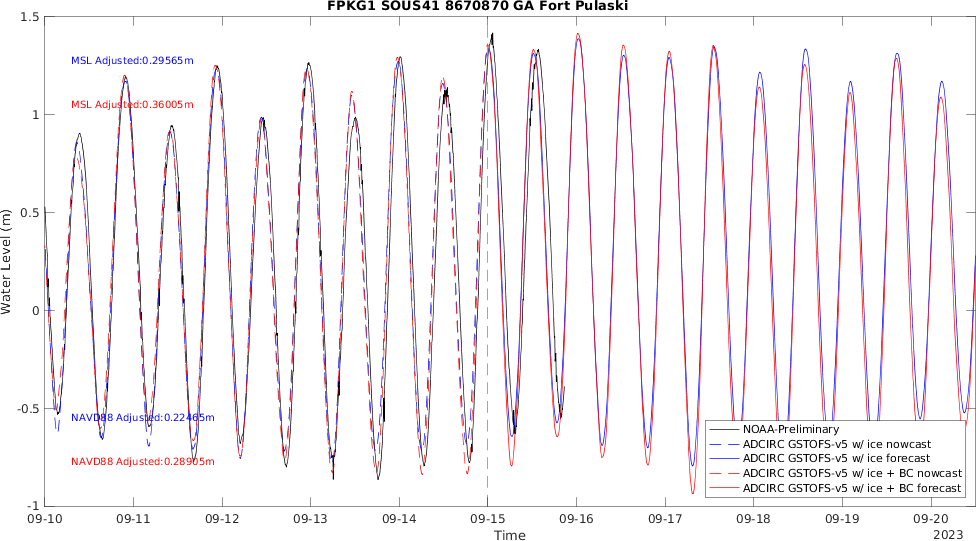 FPKG1 SOUS41 8670870 GA Fort Pulaski
1.5
MSL Adjusted:0.29565m
MSL Adjusted:0.36005m
1
0.5
Water Level (m)
0
-0.5
NAVD88 Adjusted:0.22465m
NAVD88 Adjusted:0.28905m
-1
NOAA-Preliminary
ADCIRC GSTOFS-v5 w/ ice nowcast
ADCIRC GSTOFS-v5 w/ ice forecast
ADCIRC GSTOFS-v5 w/ ice + BC nowcast
ADCIRC GSTOFS-v5 w/ ice + BC forecast
09-10 09-11 09-12 09-13 09-14 09-15 09-16 09-17 09-18 09-19 09-20
Time
2023